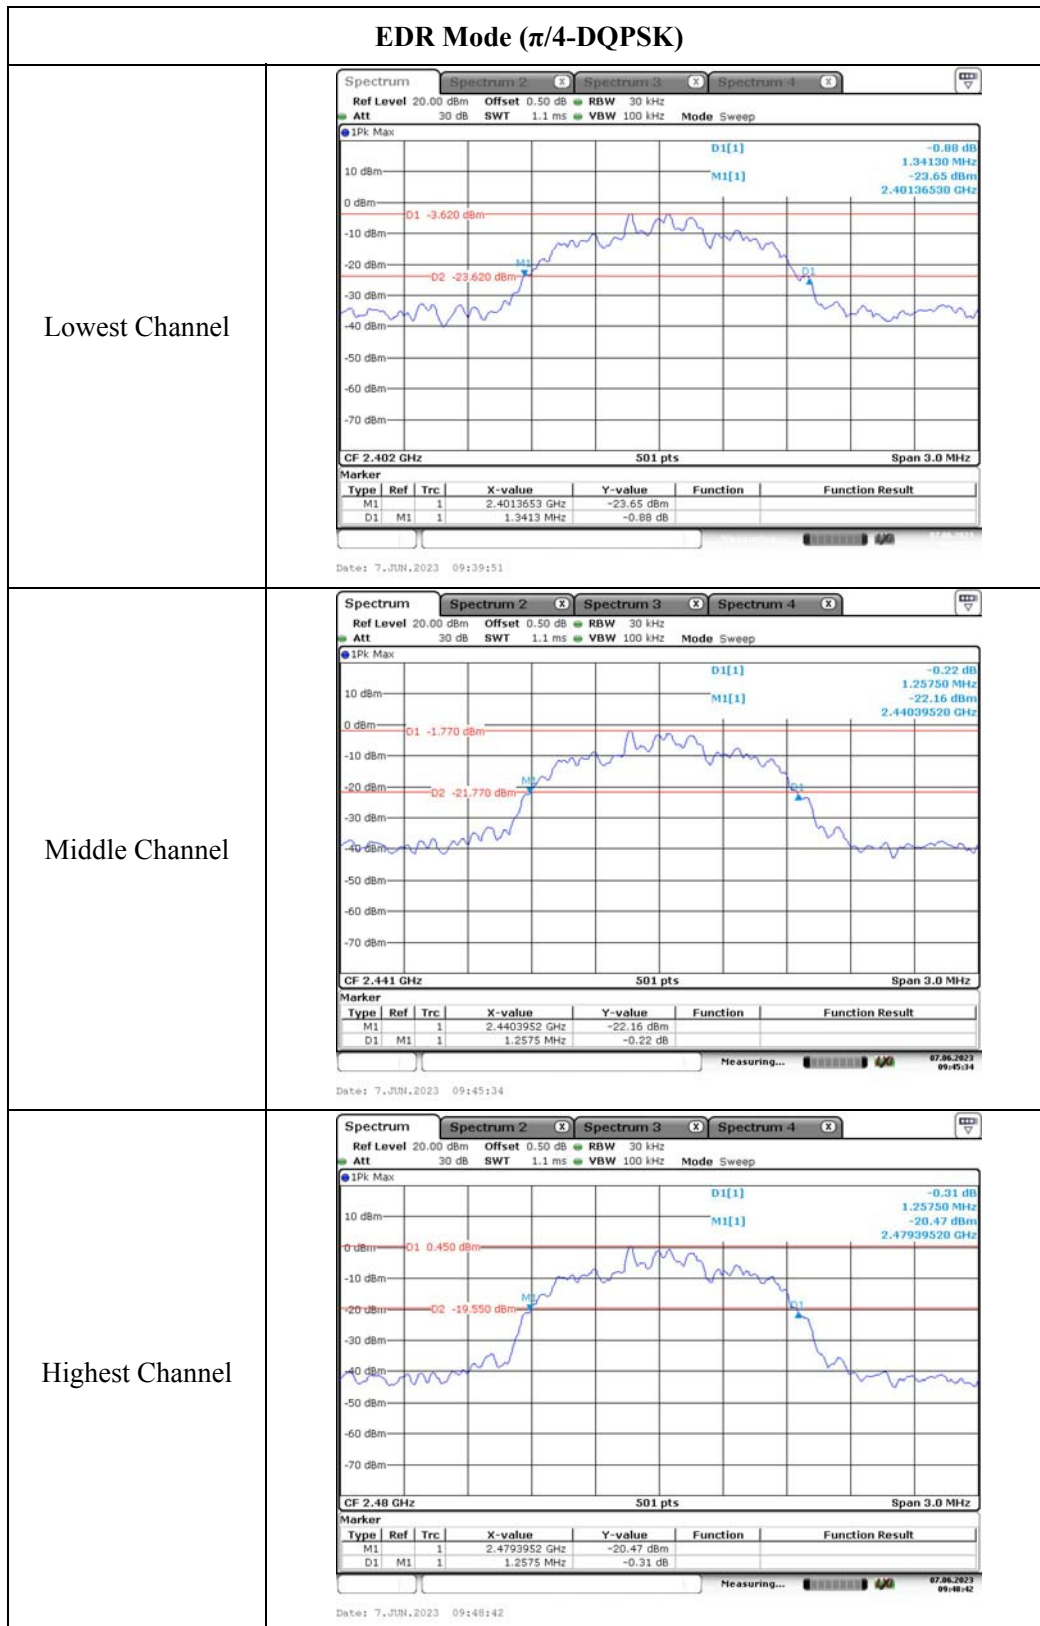 EDR Mode (π/4-DQPSK)
Lowest Channel
Spectrum Spectrum 2 X Spectrum 3 X Spectrum 4 X
Ref Level 20.00 dBm Offset 0.50 dB RBW 30 kHz
Att 30 dB SWT 1.1 ms VBW 100 kHz Mode Sweep
1Pk Max
D1[1] -0.88 dB
1.34130 MHz
10 dBm M1[1] -23.65 dBm
2.40136530 GHz
0 dBm
D1 -3.620 dBm
-10 dBm
M1
-20 dBm
D1
D2 -23.620 dBm
-30 dBm
-40 dBm
-50 dBm
-60 dBm
-70 dBm
CF 2.402 GHz 501 pts Span 3.0 MHz
Marker
Type Ref Trc X-value Y-value Function Function Result
M1 1 2.4013653 GHz -23.65 dBm
D1 M1 1 1.3413 MHz -0.88 dB
Date: 7.JUN.2023 09:39:51
Middle Channel
Spectrum Spectrum 2 X Spectrum 3 X Spectrum 4 X
Ref Level 20.00 dBm Offset 0.50 dB RBW 30 kHz
Att 30 dB SWT 1.1 ms VBW 100 kHz Mode Sweep
1Pk Max
D1[1] -0.22 dB
1.25750 MHz
10 dBm M1[1] -22.16 dBm
2.44039520 GHz
0 dBm
D1 -1.770 dBm
-10 dBm
M1
-20 dBm
D1
D2 -21.770 dBm
-30 dBm
-40 dBm
-50 dBm
-60 dBm
-70 dBm
CF 2.441 GHz 501 pts Span 3.0 MHz
Marker
Type Ref Trc X-value Y-value Function Function Result
M1 1 2.4403952 GHz -22.16 dBm
D1 M1 1 1.2575 MHz -0.22 dB
Measuring... 07.06.2023
09:45:34
Date: 7.JUN.2023 09:45:34
Highest Channel
Spectrum Spectrum 2 X Spectrum 3 X Spectrum 4 X
Ref Level 20.00 dBm Offset 0.50 dB RBW 30 kHz
Att 30 dB SWT 1.1 ms VBW 100 kHz Mode Sweep
1Pk Max
D1[1] -0.31 dB
1.25750 MHz
10 dBm M1[1] -20.47 dBm
2.47939520 GHz
0 dBm D1 0.450 dBm
-10 dBm
M1
D1
-20 dBm D2 -19.550 dBm
-30 dBm
-40 dBm
-50 dBm
-60 dBm
-70 dBm
CF 2.48 GHz 501 pts Span 3.0 MHz
Marker
Type Ref Trc X-value Y-value Function Function Result
M1 1 2.4793952 GHz -20.47 dBm
D1 M1 1 1.2575 MHz -0.31 dB
Measuring... 07.06.2023
09:48:42
Date: 7.JUN.2023 09:48:42